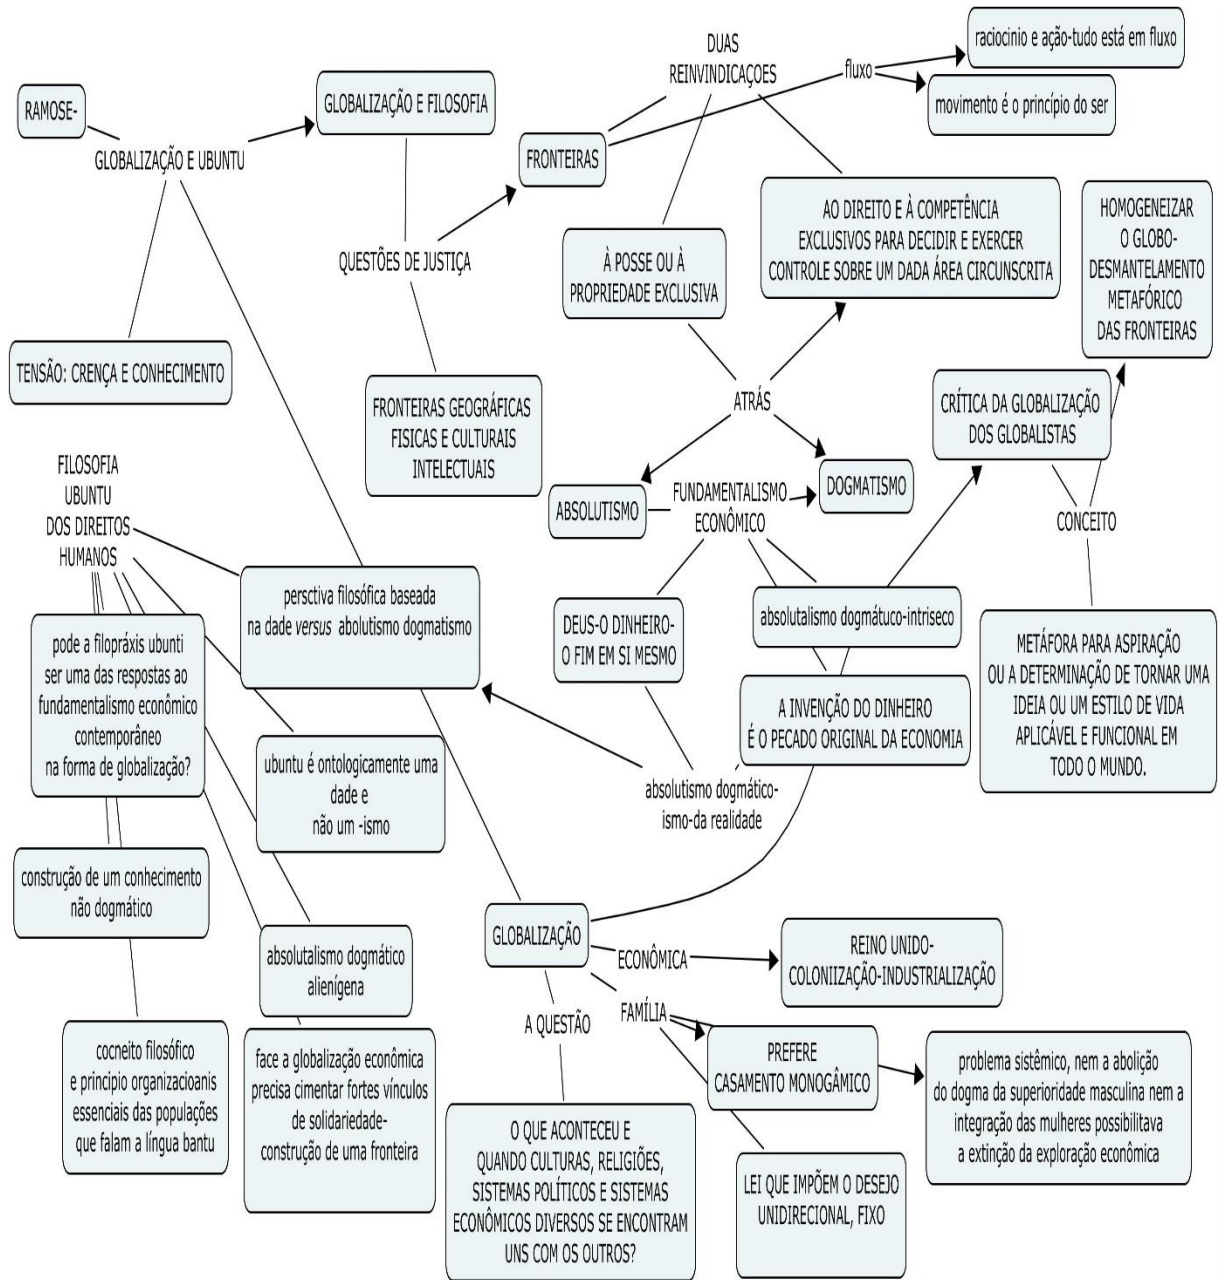 RAMOSE-
GLOBALIZAÇÃO E UBUNTU
GLOBALIZAÇÃO E FILOSOFIA
QUESTÕES DE JUSTIÇA
FRONTEIRAS
DUAS
REINVINDICAÇOES
fluxo
raciocinio e ação-tudo está em fluxo
movimento é o princípio do ser
TENSÃO: CRENÇA E CONHECIMENTO
FRONTEIRAS GEOGRÁFICAS
FISICAS E CULTURAIS
INTELECTUAIS
À POSSE OU À
PROPRIEDADE EXCLUSIVA
AO DIREITO E À COMPETÊNCIA
EXCLUSIVOS PARA DECIDIR E EXERCER
CONTROLE SOBRE UM DADA ÁREA CIRCUNSCRITA
HOMOGENEIZAR
O GLOBO-
DESMANTELAMENTO
METAFÓRICO
DAS FRONTEIRAS
ATRÁS
CRÍTICA DA GLOBALIZAÇÃO
DOS GLOBALISTAS
ABSOLUTISMO
FUNDAMENTALISMO
ECONÔMICO
DOGMATISMO
CONCEITO
FILOSOFIA
UBUNTU
DOS DIREITOS
HUMANOS
persctiva filosófica baseada
na dade versus abolutismo dogmatismo
DEUS-O DINHEIRO-
O FIM EM SI MESMO
absolutalismo dogmátuco-intriseco
METÁFORA PARA ASPIRAÇÃO
OU A DETERMINAÇÃO DE TORNAR UMA
IDEIA OU UM ESTILO DE VIDA
APLICÁVEL E FUNCIONAL EM
TODO O MUNDO.
pode a filopráxis ubunti
ser uma das respostas ao
fundamentalismo econômico
contemporâneo
na forma de globalização?
A INVENÇÃO DO DINHEIRO
É O PECADO ORIGINAL DA ECONOMIA
ubuntu é ontologicamente uma
dade e
não um -ismo
absolutismo dogmático-
ismo-da realidade
construção de um conhecimento
não dogmático
GLOBALIZAÇÃO
ECONÔMICA
REINO UNIDO-
COLONIIZAÇÃO-INDUSTRIALIZAÇÃO
absolutalismo dogmático
alienígena
A QUESTÃO
FAMÍLIA
cocneito filosófico
e principio organizacioanis
essenciais das populações
que falam a língua bantu
face a globalização econômica
precisa cimentar fortes vínculos
de solidariedade-
construção de uma fronteira
PREFERE
CASAMENTO MONOGÂMICO
problema sistêmico, nem a abolição
do dogma da superioridade masculina nem a
integração das mulheres possibilitava
a extinção da exploração econômica
O QUE ACONTECEU E
QUANDO CULTURAS, RELIGIÕES,
SISTEMAS POLÍTICOS E SISTEMAS
ECONÔMICOS DIVERSOS SE ENCONTRAM
UNS COM OS OUTROS?
LEI QUE IMPÕEM O DESEJO
UNIDIRECIONAL, FIXO